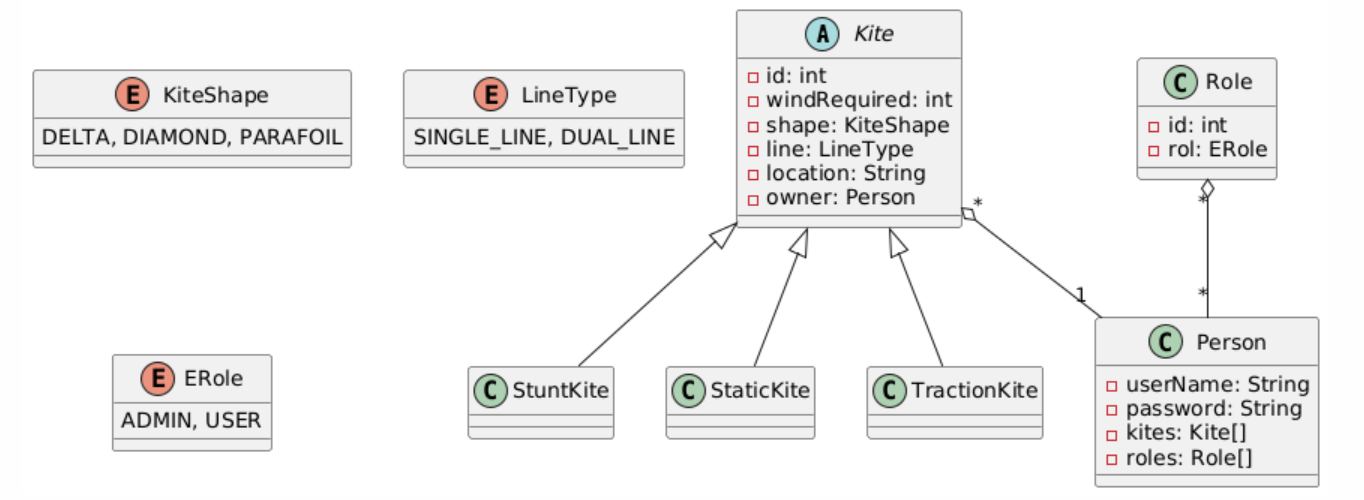 E KiteShape
DELTA, DIAMOND, PARAFOIL
E LineType
SINGLE_LINE, DUAL_LINE
A Kite
id: int
windRequired: int
shape: KiteShape
line: LineType
location: String
owner: Person
C Role
id: int
rol: ERole
*
*
*
1
E ERole
ADMIN, USER
C StuntKite
C StaticKite
C TractionKite
C Person
userName: String
password: String
kites: Kite[]
roles: Role[]